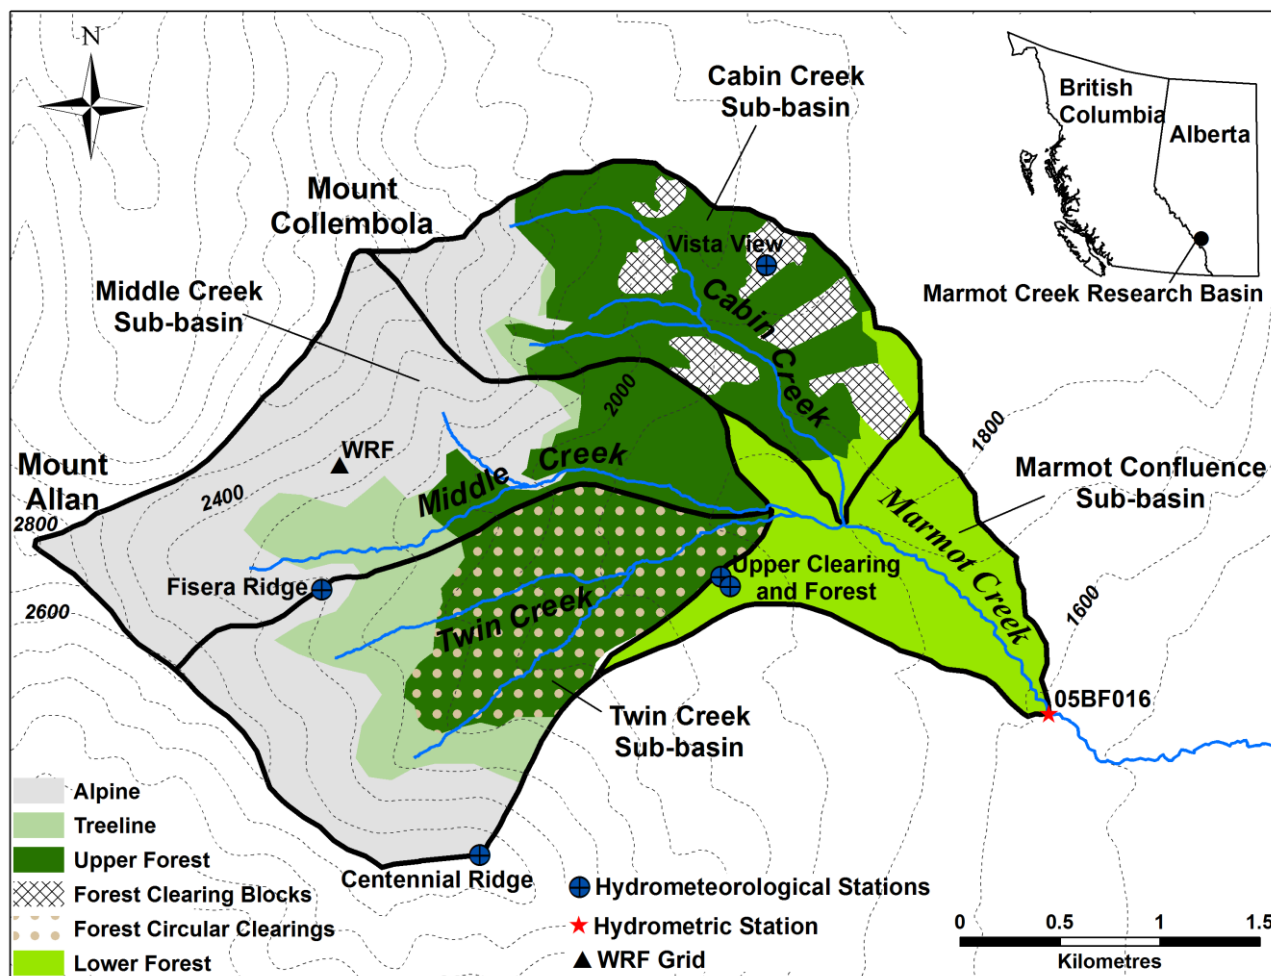 N
Cabin Creek
Sub-basin
British
Columbia
Alberta
Marmot Creek Research Basin
Mount
Collembola
Vista View
Middle Creek
Sub-basin
Cabin Creek
2000
1800
WRF
Mount
Allan
2400
Middle Creek
Marmot Confluence
Sub-basin
2800
Marmot Creek
Fisera Ridge
Upper Clearing
and Forest
2600
Twin Creek
1600
05BF016
Twin Creek
Sub-basin
Alpine
Treeline
Upper Forest
Forest Clearing Blocks
Forest Circular Clearings
Lower Forest
Centennial Ridge
Hydrometeorological Stations
Hydrometric Station
WRF Grid
0 0.5 1 1.5
Kilometres